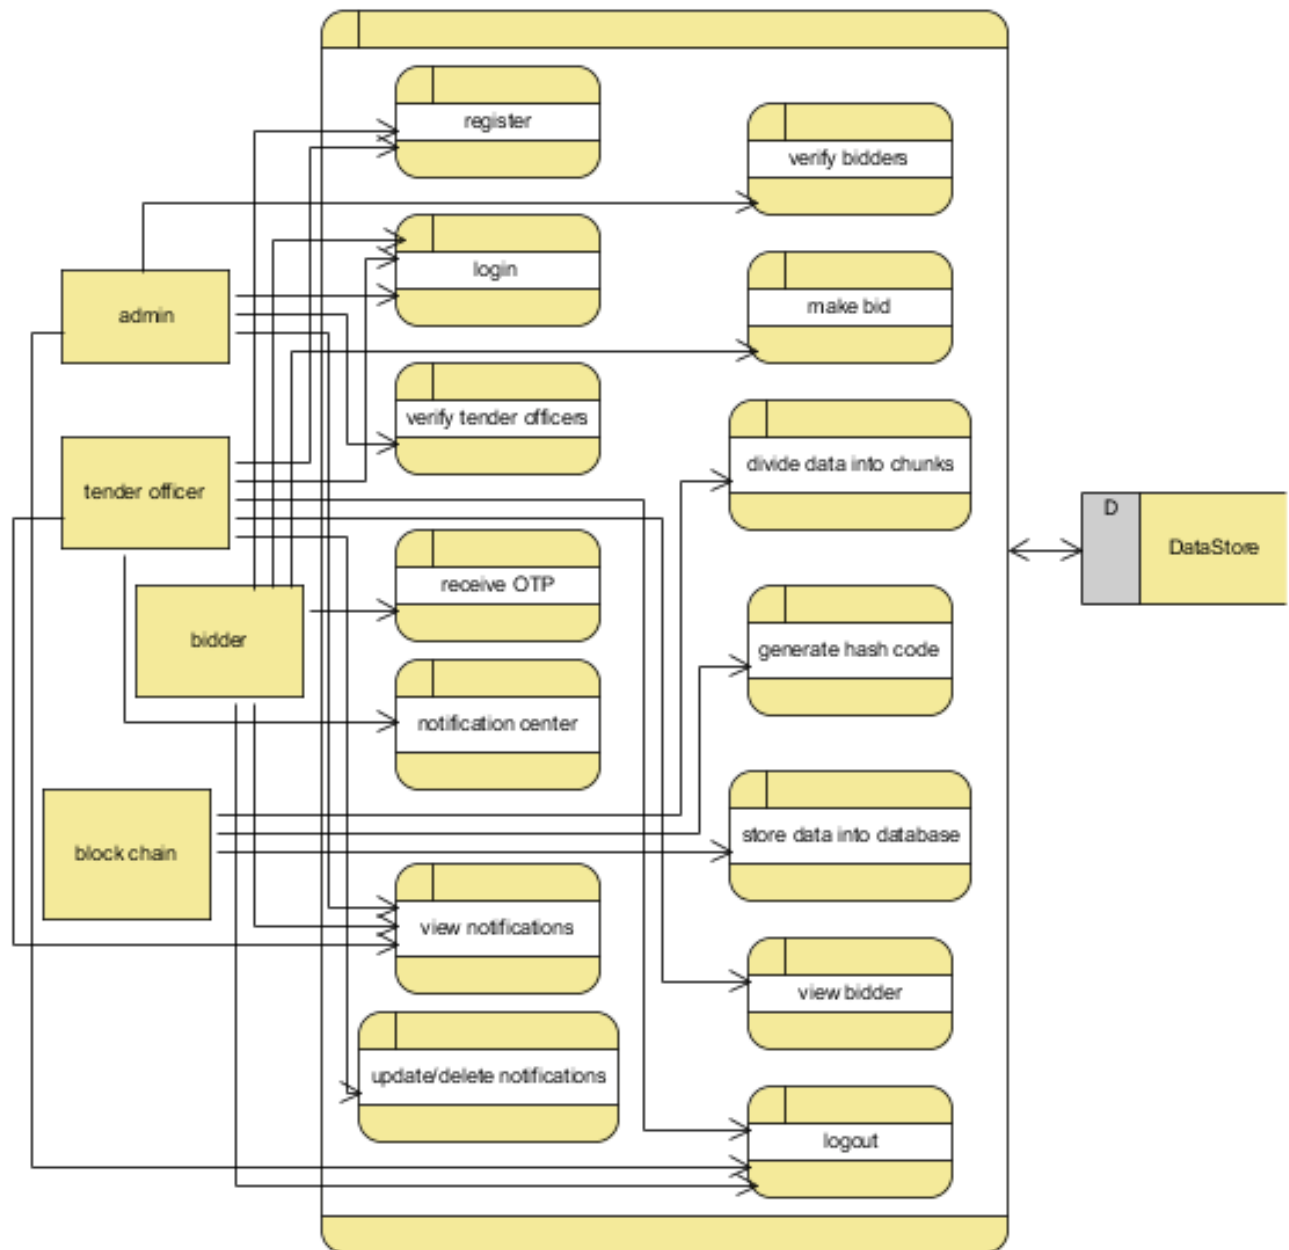 register
verify bidders
login
make bid
admin
verify tender officers
divide data into chunks
tender officer
D
DataStore
receive OTP
bidder
generate hash code
notification center
store data into database
block chain
view notifications
view bidder
update/delete notifications
logout